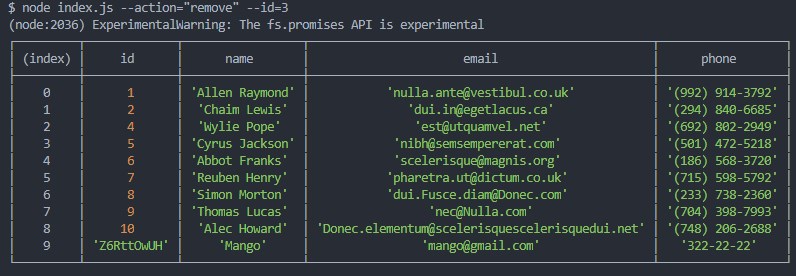 $ node index.js --action="remove" --id=3
(node:2036) ExperimentalWarning: The fs.promises API is experimental
(index) id name email phone
0 1 'Allen Raymond' 'nulla.ante@vestibul.co.uk' '(992) 914-3792'
1 2 'Chaim Lewis' 'dui.in@egetlacus.ca' '(294) 840-6685'
2 4 'Wylie Pope' 'est@utquamvel.net' '(692) 802-2949'
3 5 'Cyrus Jackson' 'nibh@semsempererat.com' '(501) 472-5218'
4 6 'Abbot Franks' 'scelerisque@magnis.org' '(186) 568-3720'
5 7 'Reuben Henry' 'pharetra.ut@dictum.co.uk' '(715) 598-5792'
6 8 'Simon Morton' 'dui.Fusce.diam@Donec.com' '(233) 738-2360'
7 9 'Thomas Lucas' 'nec@Nulla.com' '(704) 398-7993'
8 10 'Alec Howard' 'Donec.elementum@scelerisquescelerisquedui.net' '(748) 206-2688'
9 'Z6RttOwUH' 'Mango' 'mango@gmail.com' '322-22-22'